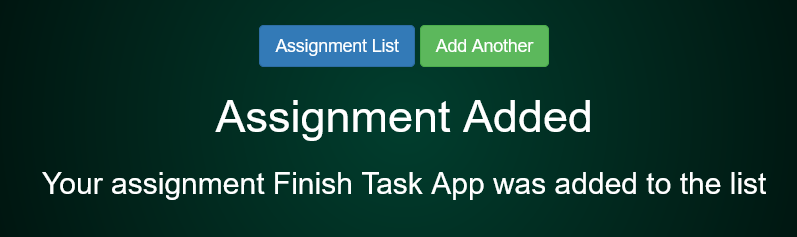 Assignment List Add Another
Assignment Added
Your assignment Finish Task App was added to the list